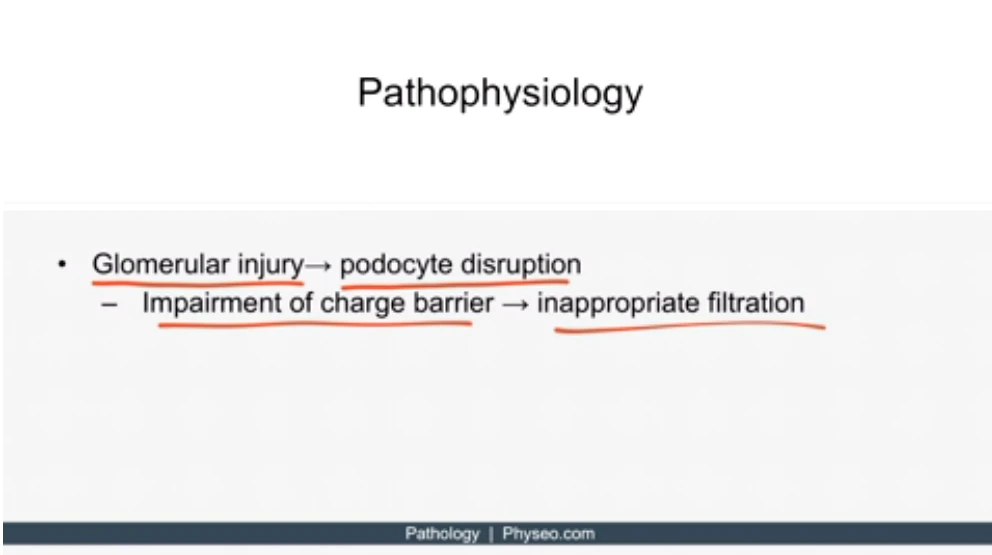 Pathophysiology
• Glomerular injury→ podocyte disruption
– Impairment of charge barrier → inappropriate filtration
Pathology | Physeo.com